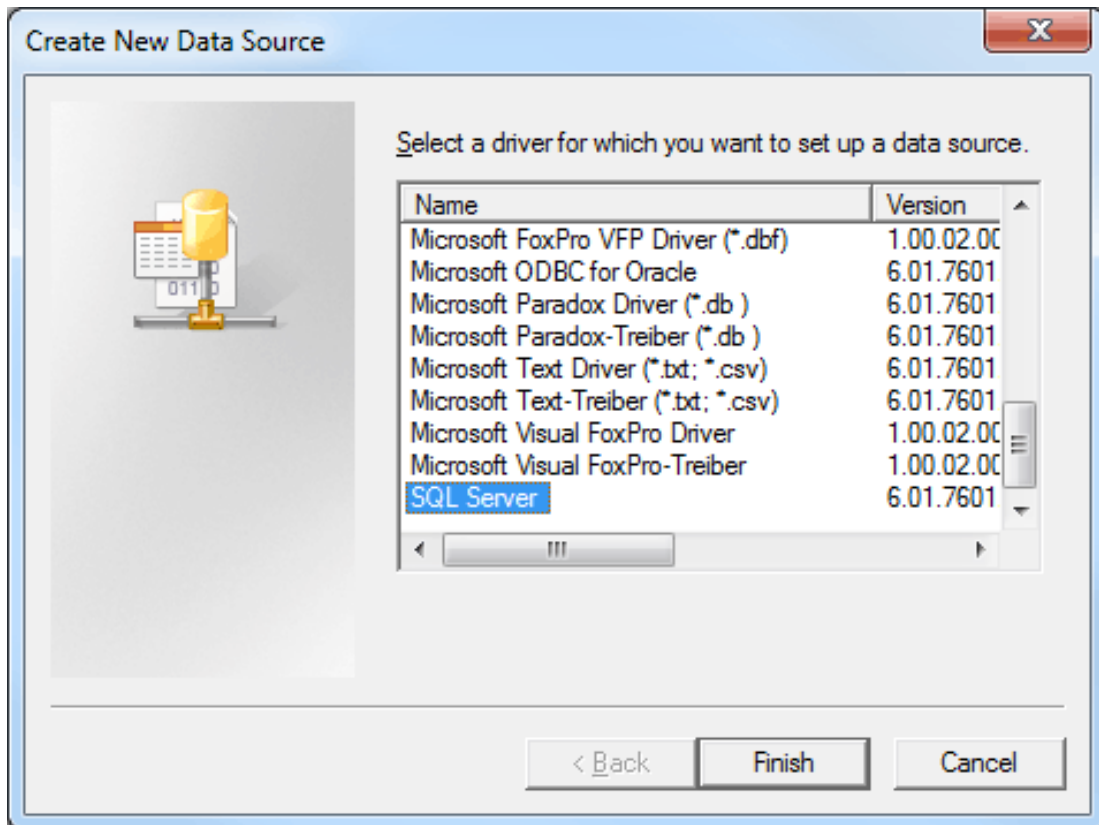 Create New Data Source
Select a driver for which you want to set up a data source.
Name Version
Microsoft FoxPro VFP Driver (*.dbf) 1.00.02.00
Microsoft ODBC for Oracle 6.01.7601
Microsoft Paradox Driver (*.db ) 6.01.7601
Microsoft Paradox-Treiber (*.db ) 6.01.7601
Microsoft Text Driver (*.txt; *.csv) 6.01.7601
Microsoft Text-Treiber (*.txt; *.csv) 6.01.7601
Microsoft Visual FoxPro Driver 1.00.02.00
Microsoft Visual FoxPro-Treiber 1.00.02.00
SQL Server 6.01.7601
< Back Finish Cancel